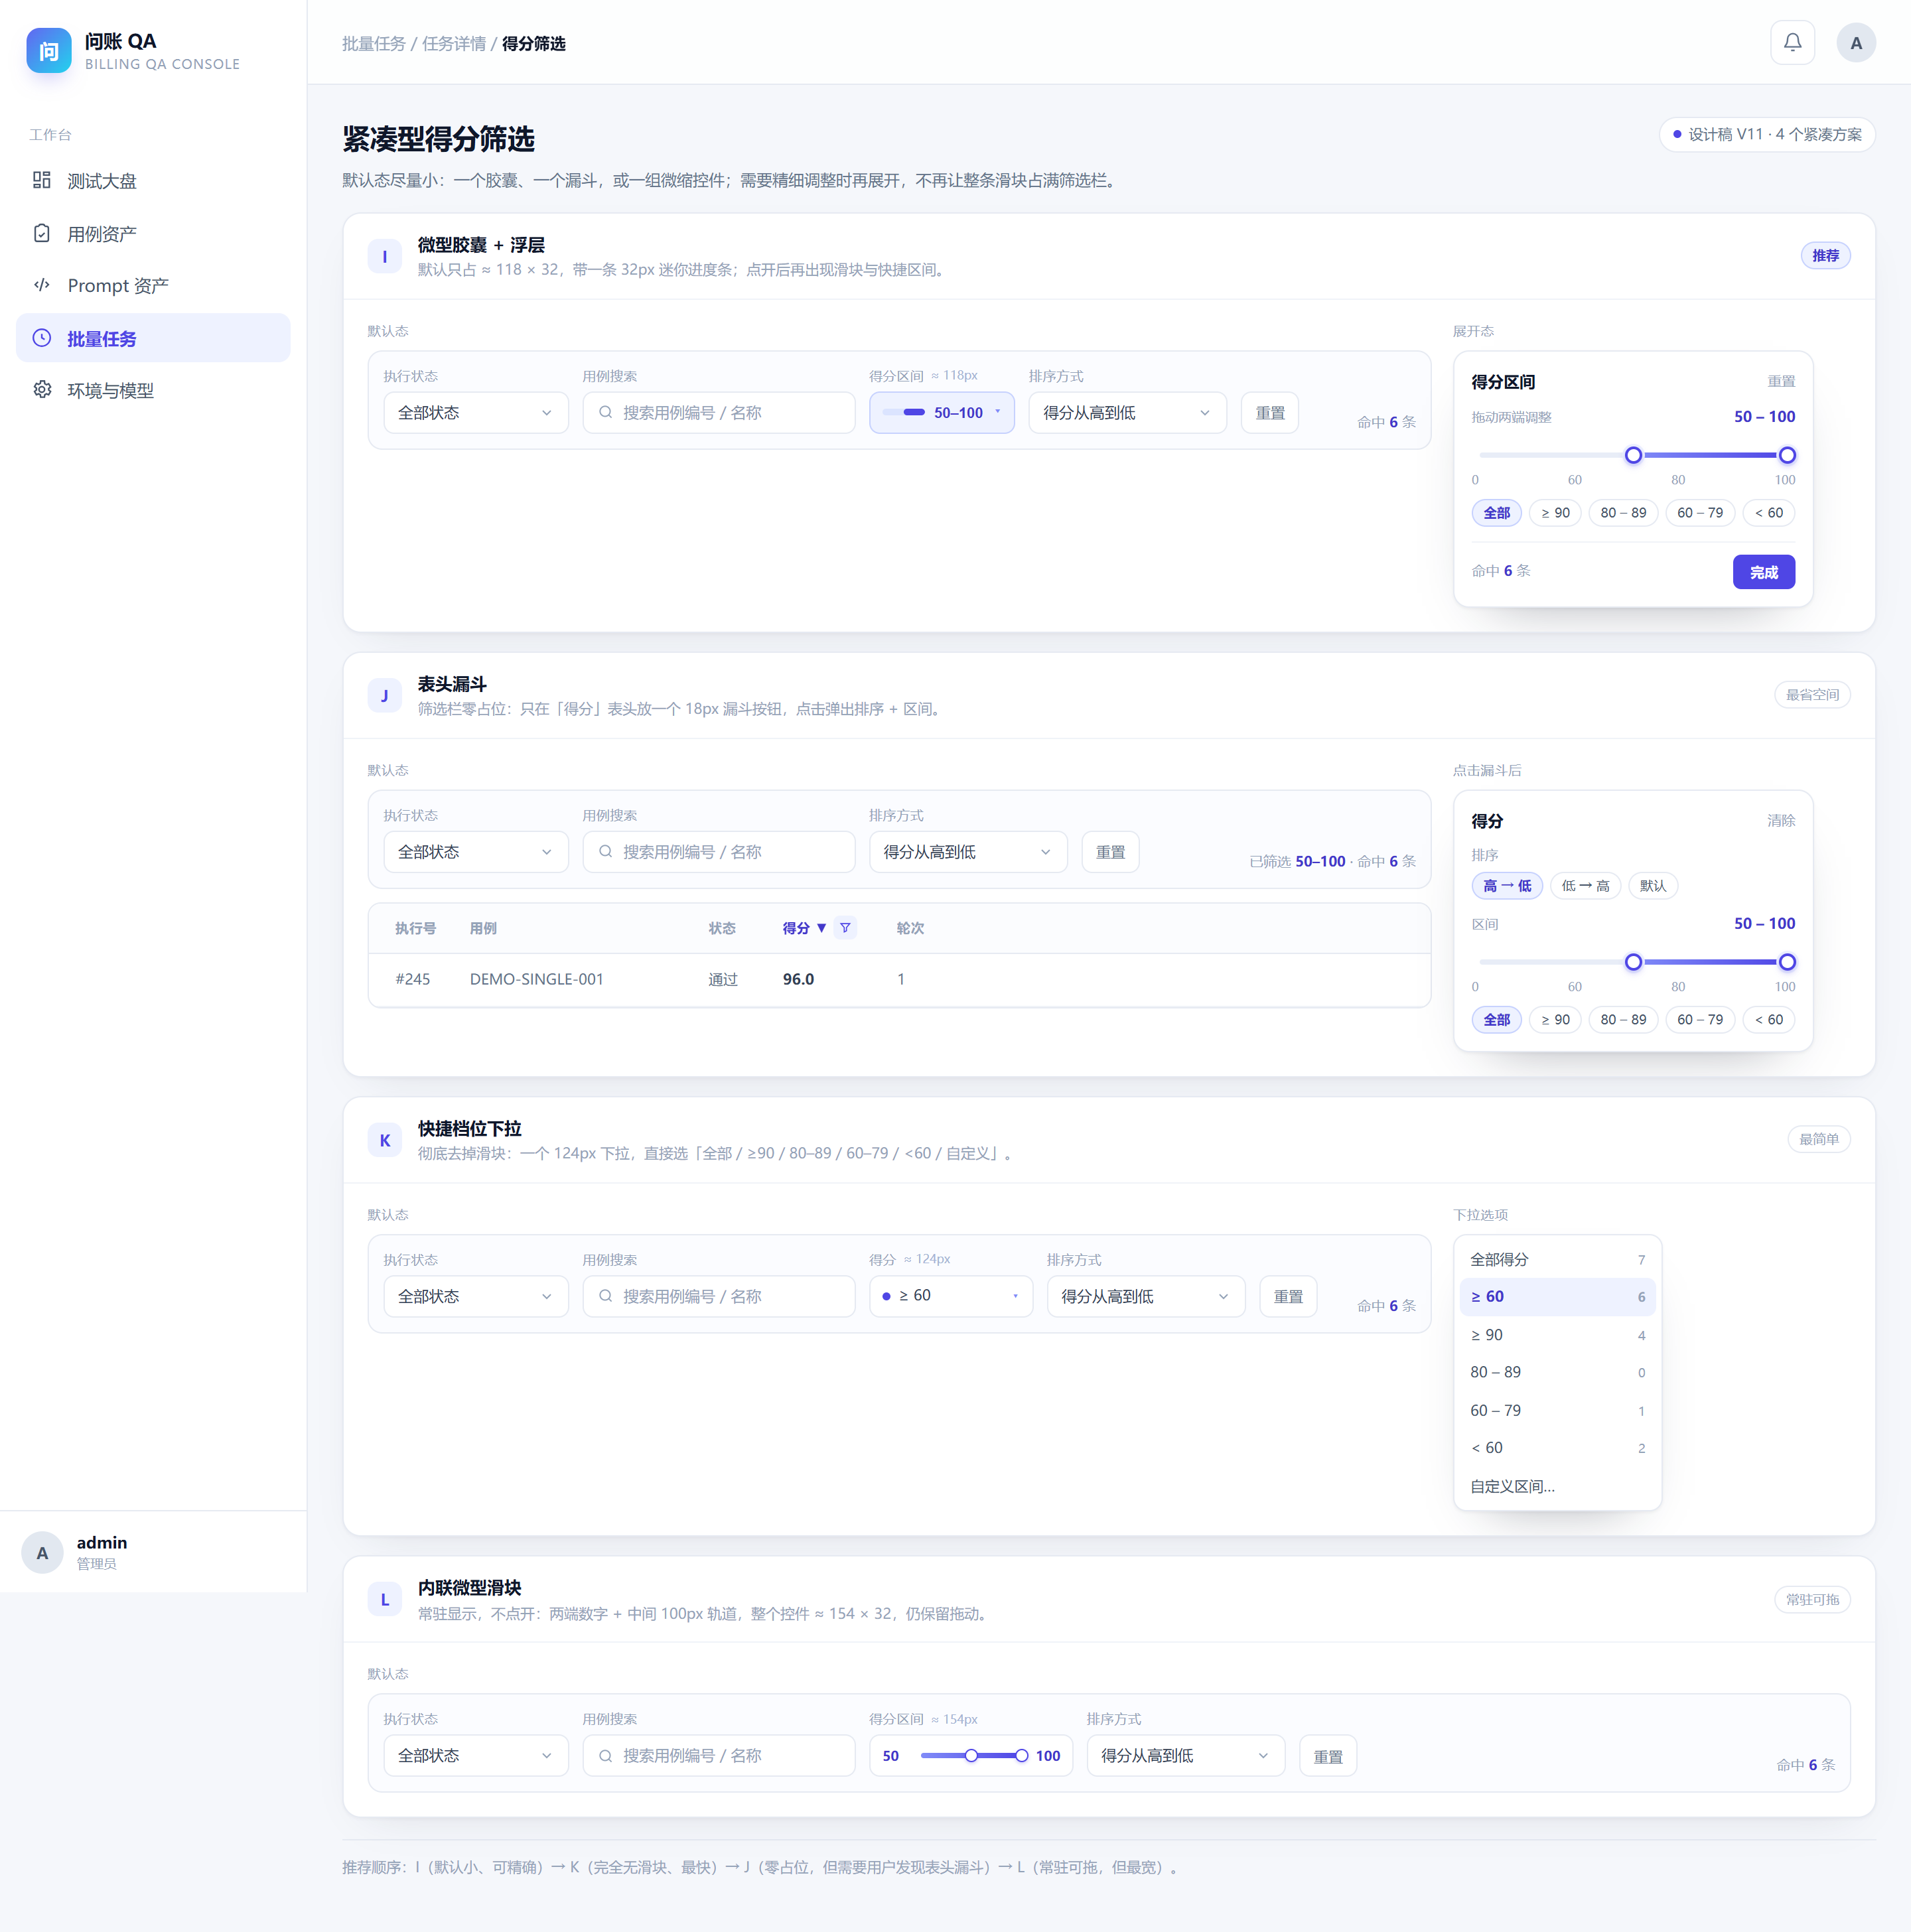 问
问账 QA
BILLING QA CONSOLE
工作台
测试大盘
用例资产
Prompt 资产
批量任务
环境与模型
A
admin
管理员
批量任务 / 任务详情 / 得分筛选
A
紧凑型得分筛选
设计稿 V11 · 4 个紧凑方案
默认态尽量小：一个胶囊、一个漏斗，或一组微缩控件；需要精细调整时再展开，不再让整条滑块占满筛选栏。
I
微型胶囊 + 浮层
默认只占 ≈ 118 × 32，带一条 32px 迷你进度条；点开后再出现滑块与快捷区间。
推荐
默认态
执行状态
用例搜索
得分区间 ≈ 118px
排序方式
全部状态
搜索用例编号 / 名称
50–100
得分从高到低
重置
命中 6 条
展开态
得分区间
重置
拖动两端调整
50 – 100
0
60
80
100
全部
≥ 90
80 – 89
60 – 79
< 60
命中 6 条
完成
J
表头漏斗
筛选栏零占位：只在「得分」表头放一个 18px 漏斗按钮，点击弹出排序 + 区间。
最省空间
默认态
执行状态
用例搜索
排序方式
全部状态
搜索用例编号 / 名称
得分从高到低
重置
已筛选 50–100 · 命中 6 条
执行号
用例
状态
得分 ▼
轮次
#245
DEMO-SINGLE-001
通过
96.0
1
点击漏斗后
得分
清除
排序
高 → 低
低 → 高
默认
区间
50 – 100
0
60
80
100
全部
≥ 90
80 – 89
60 – 79
< 60
K
快捷档位下拉
彻底去掉滑块：一个 124px 下拉，直接选「全部 / ≥90 / 80–89 / 60–79 / <60 / 自定义」。
最简单
默认态
执行状态
用例搜索
得分 ≈ 124px
排序方式
全部状态
搜索用例编号 / 名称
≥ 60
得分从高到低
重置
命中 6 条
下拉选项
全部得分 7
≥ 60 6
≥ 90 4
80 – 89 0
60 – 79 1
< 60 2
自定义区间...
L
内联微型滑块
常驻显示，不点开：两端数字 + 中间 100px 轨道，整个控件 ≈ 154 × 32，仍保留拖动。
常驻可拖
默认态
执行状态
用例搜索
得分区间 ≈ 154px
排序方式
全部状态
搜索用例编号 / 名称
50
100
得分从高到低
重置
命中 6 条
推荐顺序：I（默认小、可精确）→ K（完全无滑块、最快）→ J（零占位，但需要用户发现表头漏斗）→ L（常驻可拖，但最宽）。